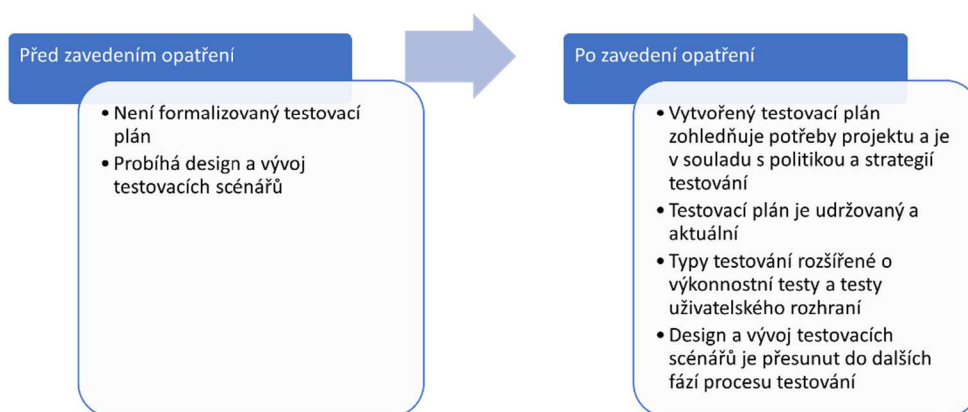 Před zavedením opatření
• Není formalizovaný testovací
plán
• Probíhá design a vývoj
testovacích scénářů
Po zavedení opatření
• Vytvořený testovací plán
zohledňuje potřeby projektu a je
v souladu s politikou a strategií
testování
• Testovací plán je udržovaný a
aktuální
• Typy testování rozšířené o
výkonnostní testy a testy
uživatelského rozhraní
• Design a vývoj testovacích
scénářů je přesunut do dalších
fází procesu testování